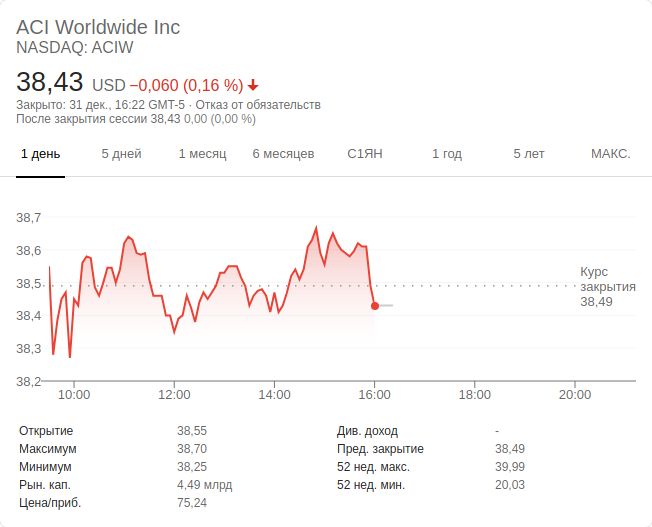 ACI Worldwide Inc
NASDAQ: ACIW
38,43 USD −0,060 (0,16 %)
Закрыто: 31 дек., 16:22 GMT-5 · Отказ от обязательств
После закрытия сессии 38,43 0,00 (0,00 %)
1 день 5 дней 1 месяц 6 месяцев С1ЯН 1 год 5 лет МАКС.
38,7
38,6
38,5
38,4
38,3
38,2
Курс
закрытия
38,49
10:00 12:00 14:00 16:00 18:00 20:00
Открытие 38,55
Максимум 38,70
Минимум 38,25
Рын. кап. 4,49 млрд
Цена/приб. 75,24
Див. доход -
Пред. закрытие 38,49
52 нед. макс. 39,99
52 нед. мин. 20,03